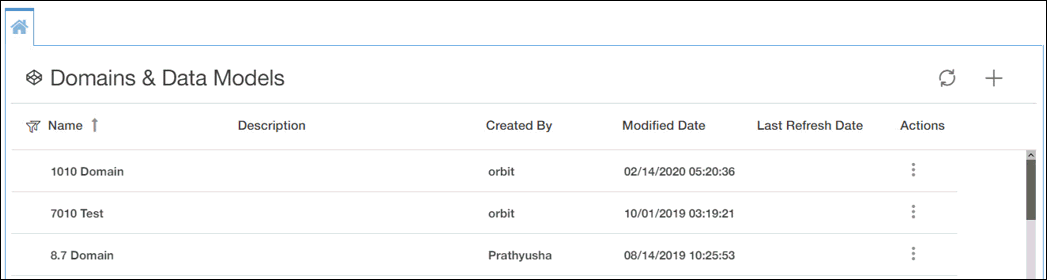 Domains & Data Models
Name Description Created By Modified Date Last Refresh Date Actions
1010 Domain orbit 02/14/2020 05:20:36
7010 Test orbit 10/01/2019 03:19:21
8.7 Domain Prathyusha 08/14/2019 10:25:53